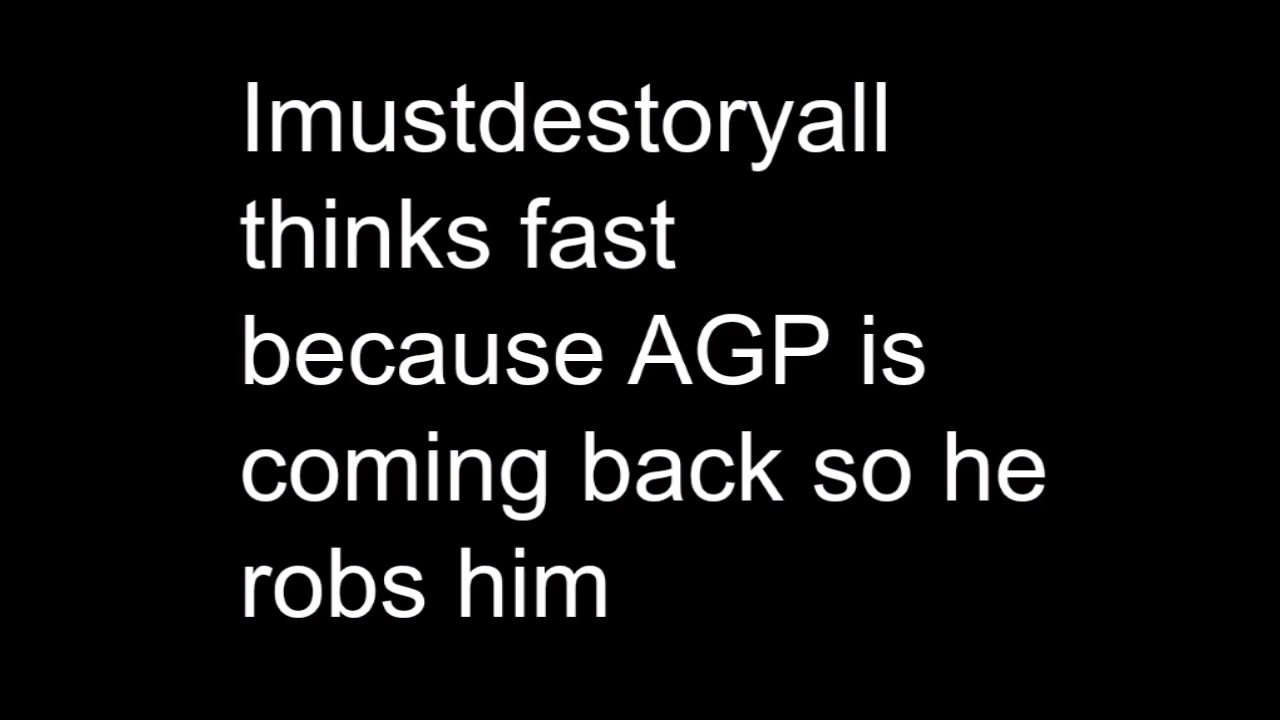 Imustdestoryall
thinks fast
because AGP is
coming back so he
robs him